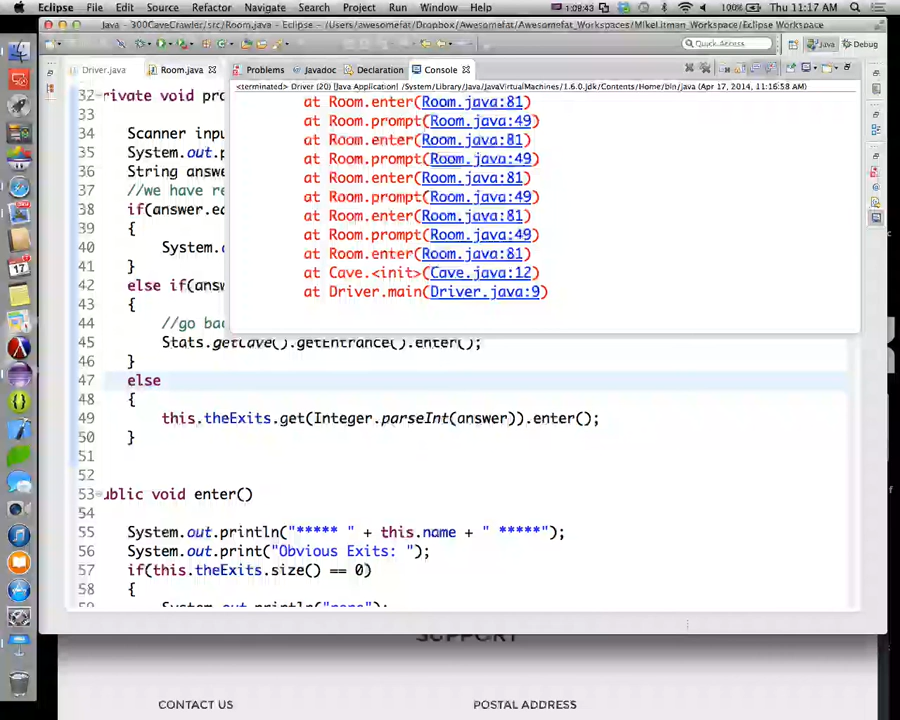 Eclipse File Edit Source Refactor Navigate Search Project Run Window Help 1:09:43 100% Thu 11:17 AM
Java - 300CaveCrawler/src/Room.java - Eclipse - /Users/awesomefat/Dropbox/Awesomefat_Workspaces/MikeLitman_Workspace/Eclipse Workspace
Quick Access Java Debug
Driver.java Room.java Problems Javadoc Declaration Console
<terminated> Driver (20) [Java Application] /System/Library/Java/JavaVirtualMachines/1.6.0.jdk/Contents/Home/bin/java (Apr 17, 2014, 11:16:58 AM)
at Room.enter(Room.java:81)
at Room.prompt(Room.java:49)
at Room.enter(Room.java:81)
at Room.prompt(Room.java:49)
at Room.enter(Room.java:81)
at Room.prompt(Room.java:49)
at Room.enter(Room.java:81)
at Room.prompt(Room.java:49)
at Room.enter(Room.java:81)
at Cave.<init>(Cave.java:12)
at Driver.main(Driver.java:9)
32 rivate void pro
33
34 Scanner inpu
35 System.out.p
36 String answe
37 //we have re
38 if(answer.eq
39 {
40 System.o
41 }
42 else if(answ
43 {
44 //go bac
45 Stats.getCave().getEntrance().enter();
46 }
47 else
48 {
49 this.theExits.get(Integer.parseInt(answer)).enter();
50 }
51
52
53 ublic void enter()
54
55 System.out.println("***** " + this.name + " *****");
56 System.out.print("Obvious Exits: ");
57 if(this.theExits.size() == 0)
58 {
59 System.out.println("none");
SUPPORT
CONTACT US POSTAL ADDRESS
17